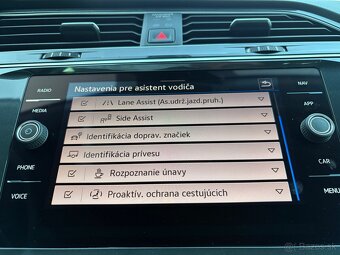 Nastavenia pre asistent vodiča
RADIO
MEDIA
PHONE
VOICE
NAV
APP
CAR
MENU
Lane Assist (As.udrž.jazd.pruh.)
Side Assist
Identifikácia doprav. značiek
Identifikácia prívesu
Rozpoznanie únavy
Proaktív. ochrana cestujúcich